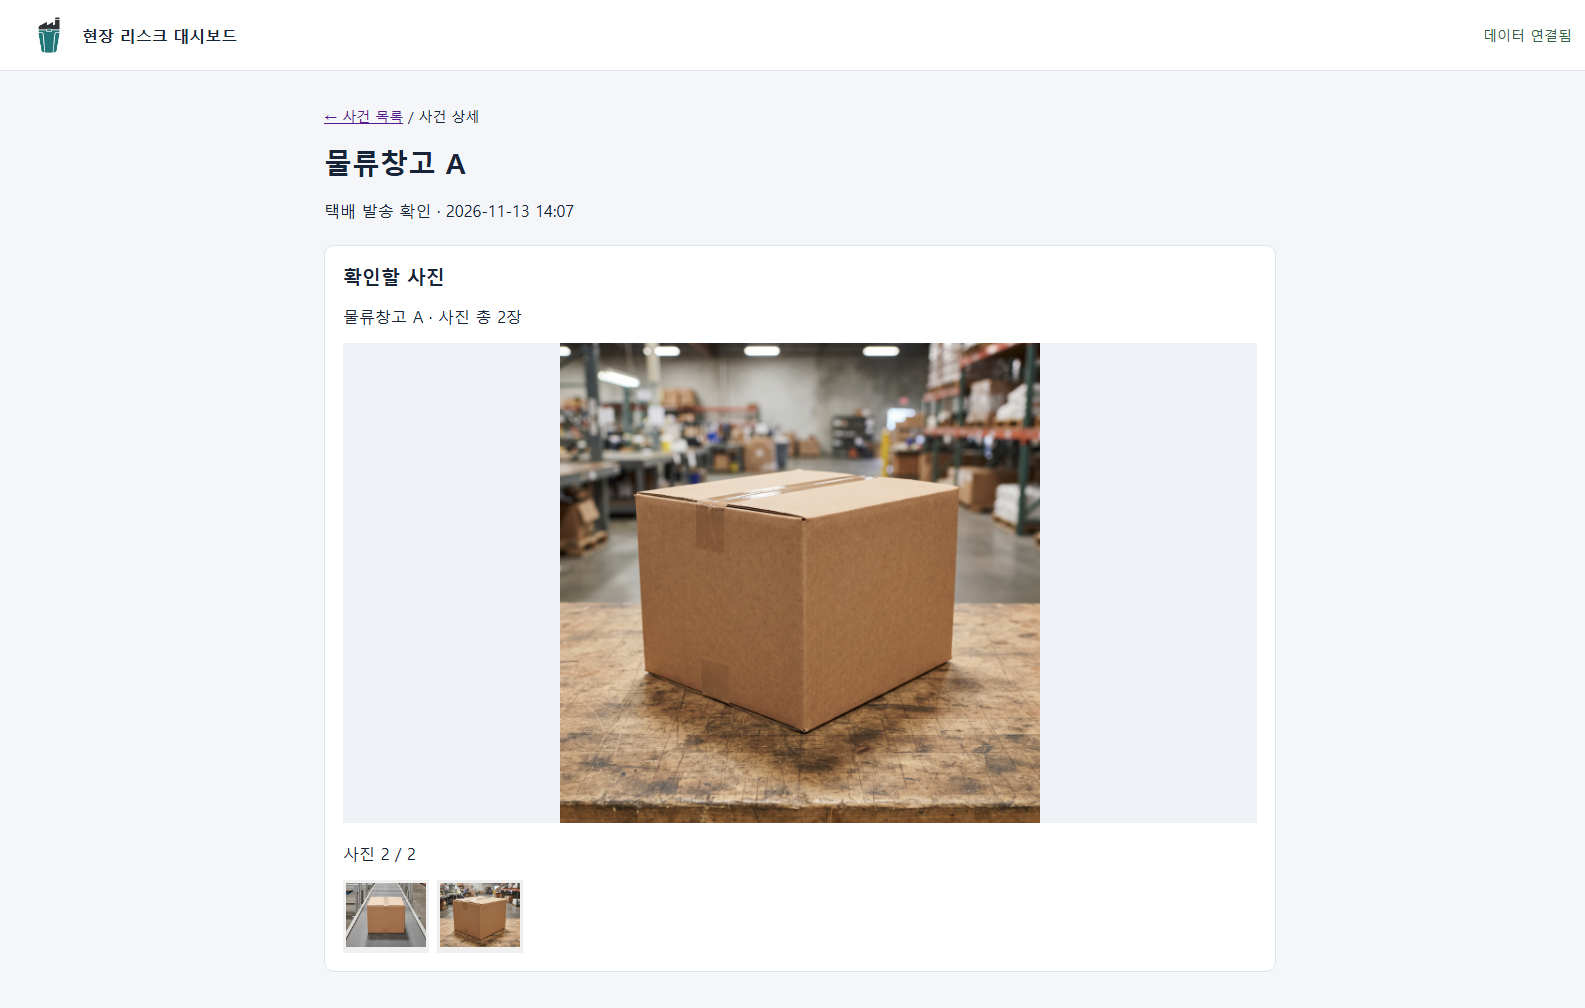 현장 리스크 대시보드
데이터 연결됨
← 사건 목록 / 사건 상세
물류창고 A
택배 발송 확인 · 2026-11-13 14:07
확인할 사진
물류창고 A · 사진 총 2장
사진 2 / 2